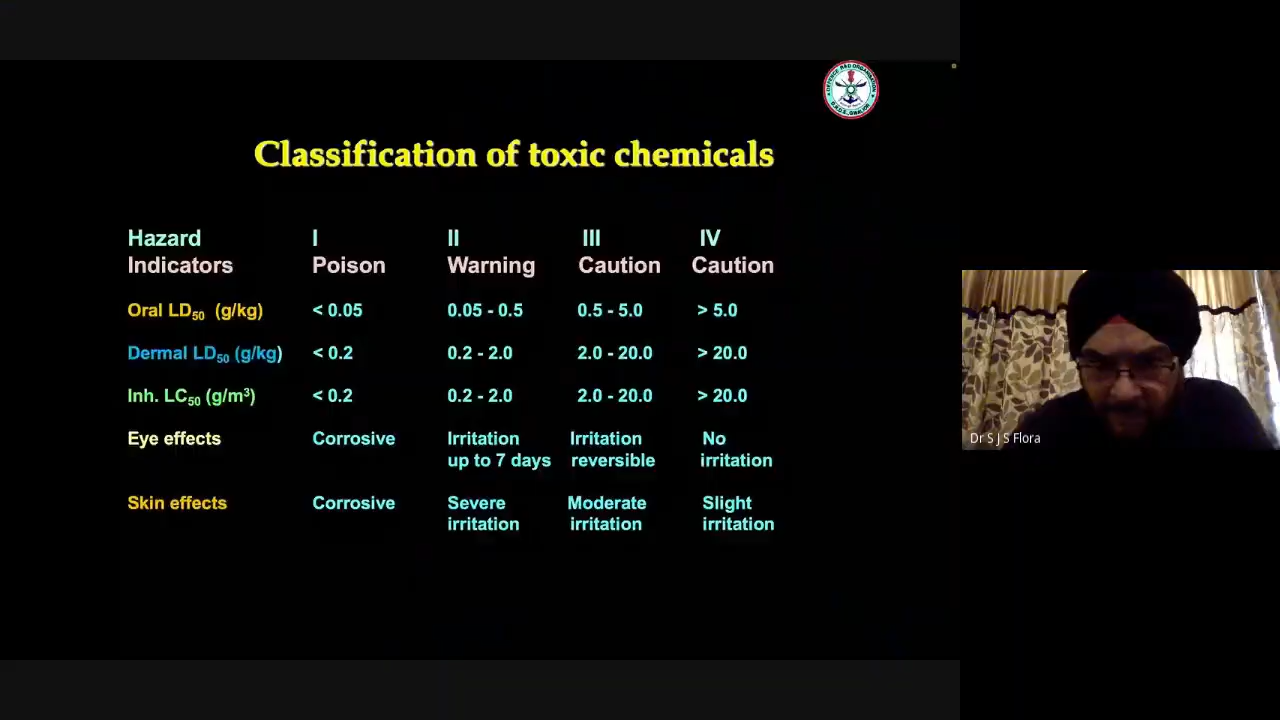 Classification of toxic chemicals
Hazard I II III IV
Indicators Poison Warning Caution Caution
Oral LD50 (g/kg) < 0.05 0.05 - 0.5 0.5 - 5.0 > 5.0
Dermal LD50 (g/kg) < 0.2 0.2 - 2.0 2.0 - 20.0 > 20.0
Inh. LC50 (g/m³) < 0.2 0.2 - 2.0 2.0 - 20.0 > 20.0
Eye effects Corrosive Irritation Irritation No
up to 7 days reversible irritation
Skin effects Corrosive Severe Moderate Slight
irritation irritation irritation
Dr S J S Flora